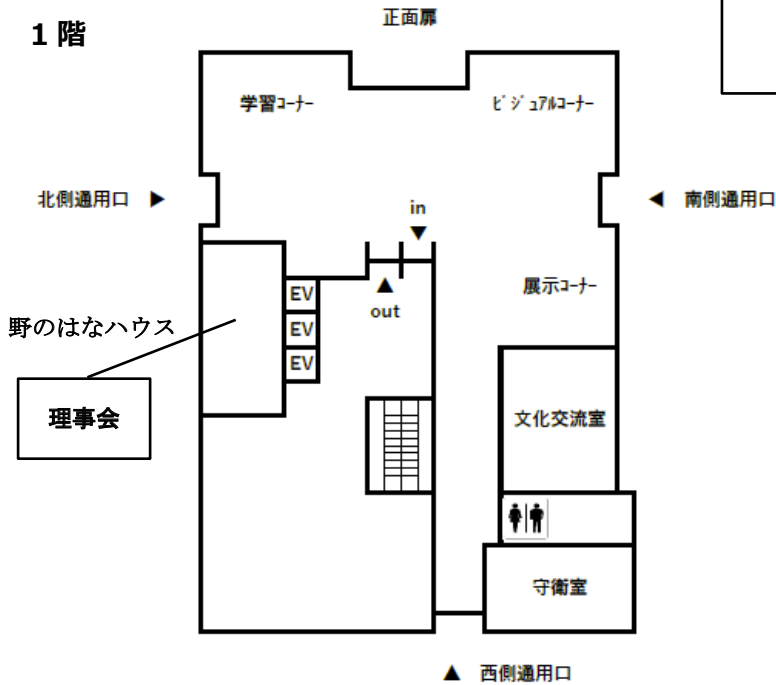 正面扉
1階
学習ｺｰﾅｰ
ﾋﾞｼﾞｭｱﾙｺｰﾅｰ
北側通用口 ▶
◀ 南側通用口
in
▼
展示ｺｰﾅｰ
▲
out
EV
EV
EV
野のはなハウス
理事会
文化交流室
守衛室
▲ 西側通用口